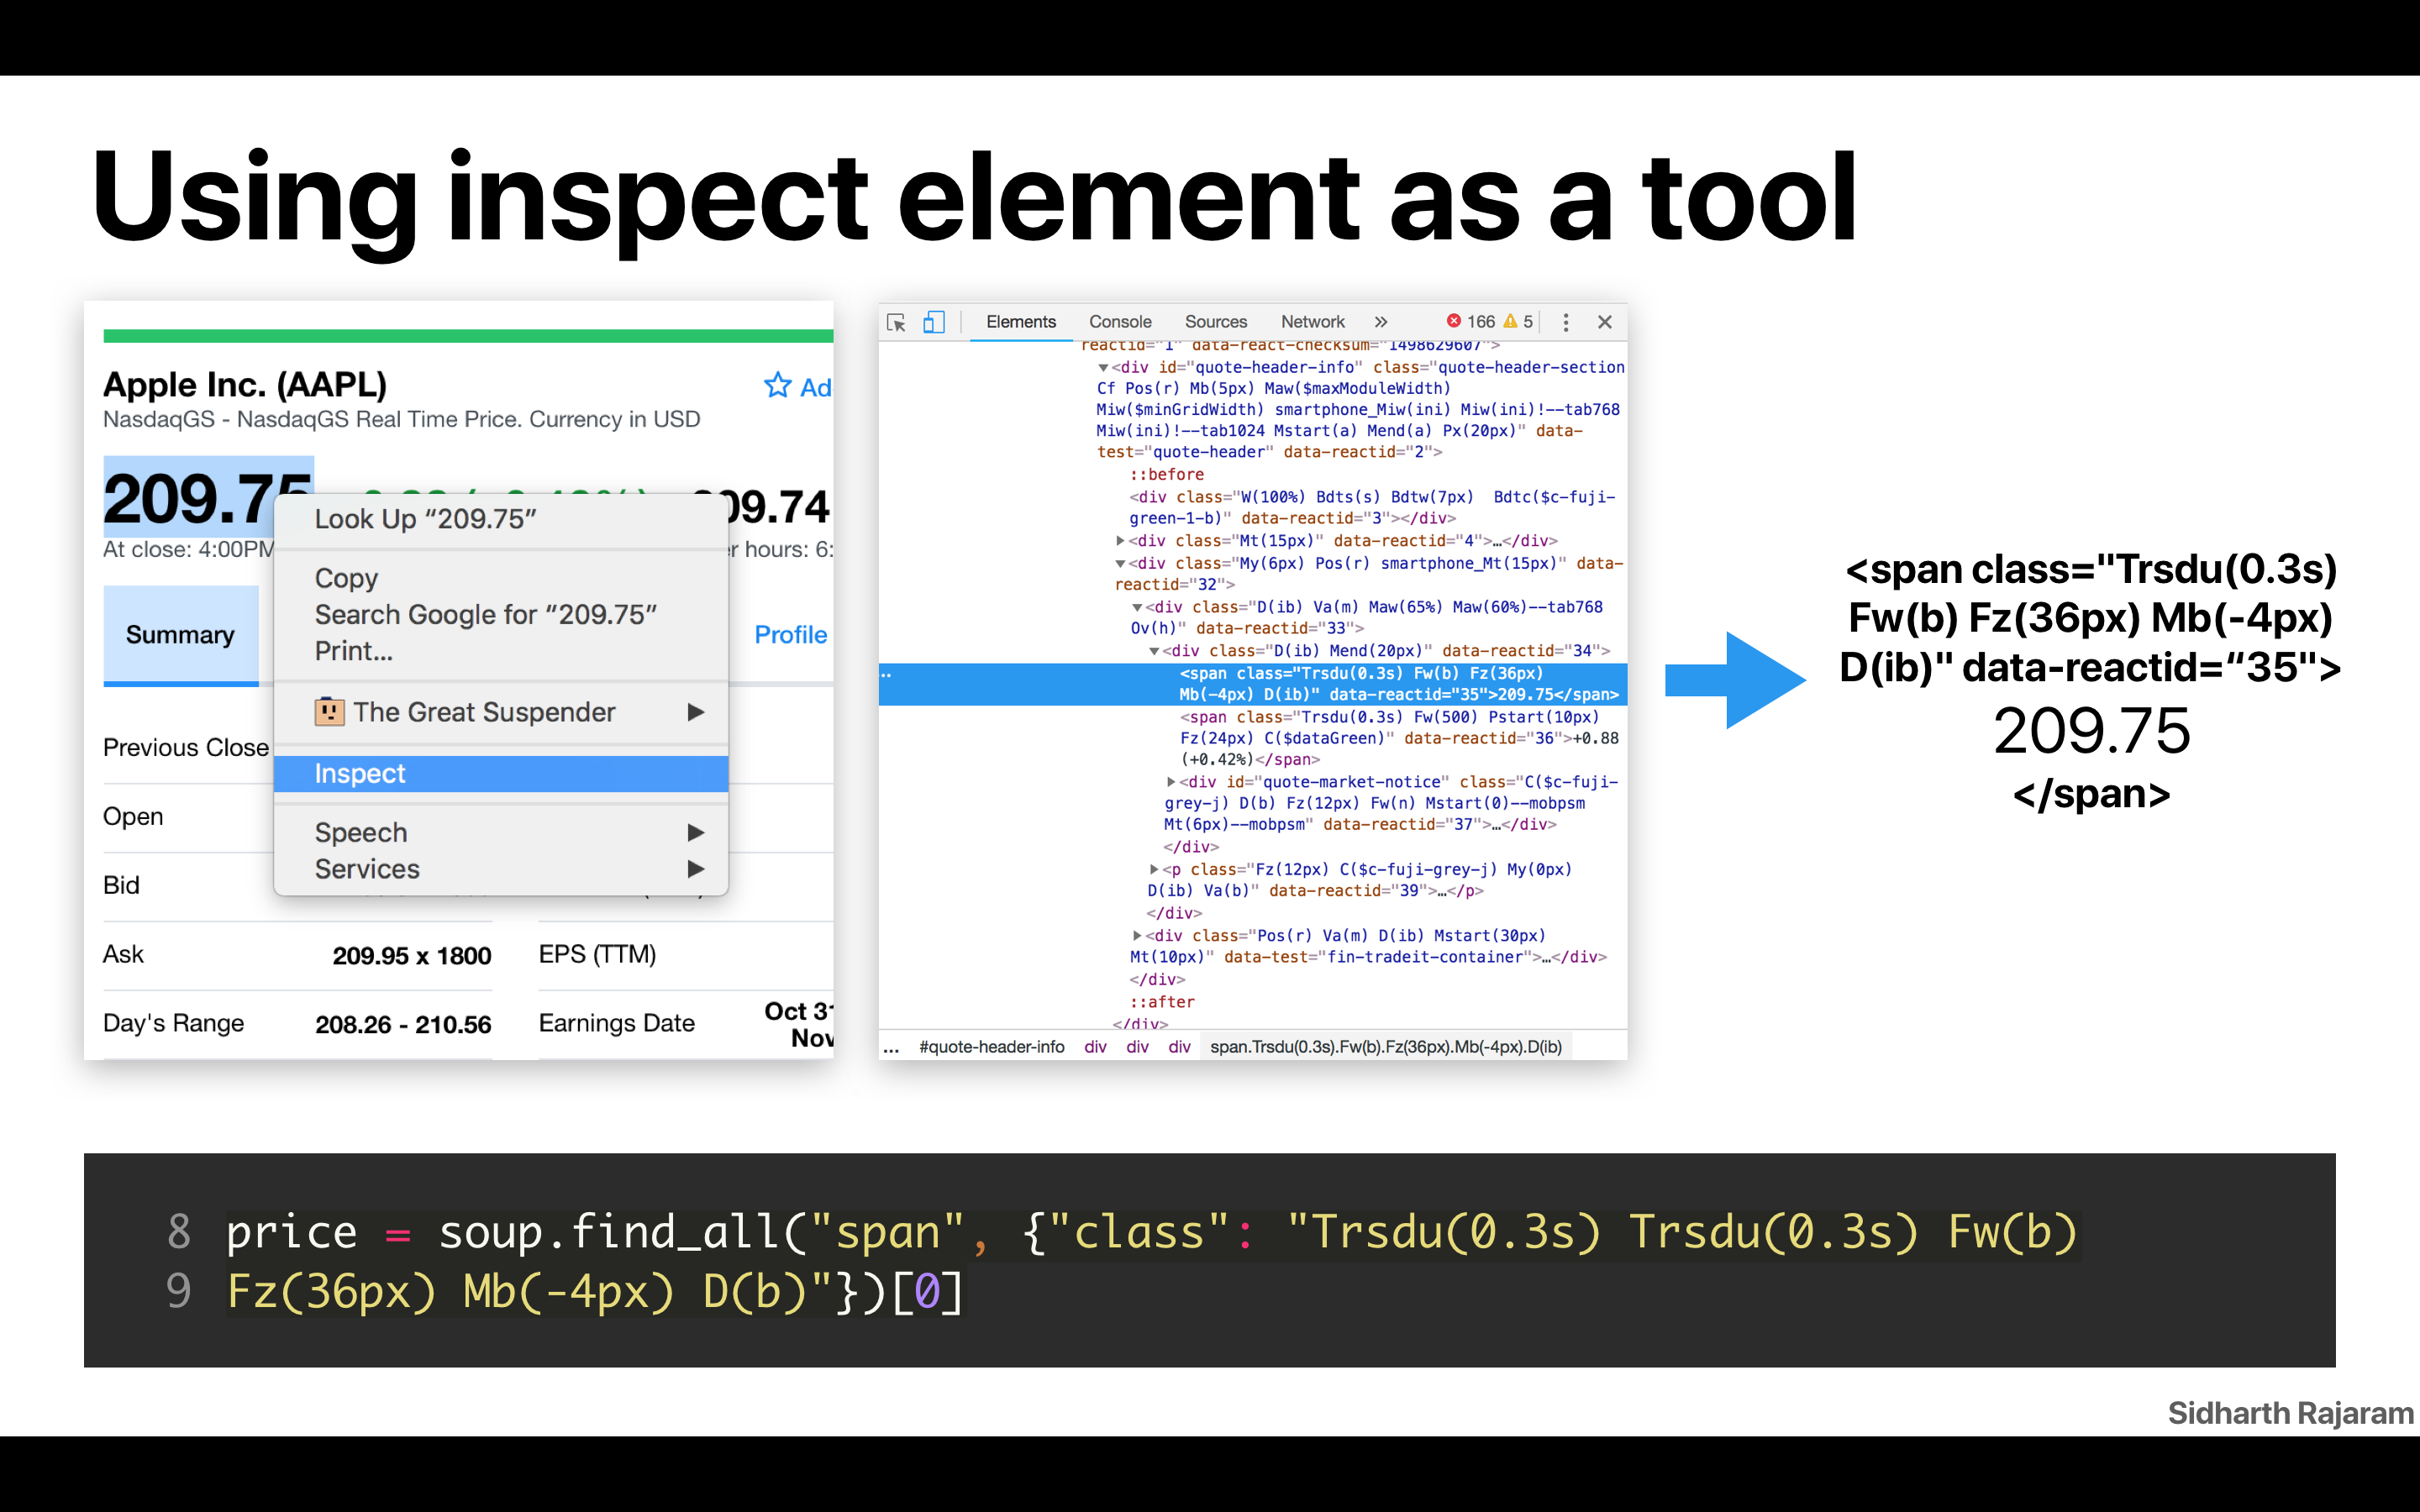 Using inspect element as a tool
Apple Inc. (AAPL)
Ad
NasdaqGS - NasdaqGS Real Time Price. Currency in USD
209.75
09.74
At close: 4:00PM
r hours: 6:
Look Up “209.75”
Copy
Search Google for “209.75”
Print...
The Great Suspender
Inspect
Speech
Services
Summary
Profile
Previous Close
Open
Bid
Ask
209.95 x 1800
EPS (TTM)
Day's Range
208.26 - 210.56
Earnings Date
Oct 31
Nov
Elements Console Sources Network » 166 5
reactid="1" data-react-checksum="1498629607">
▼<div id="quote-header-info" class="quote-header-section
Cf Pos(r) Mb(5px) Maw($maxModuleWidth)
Miw($minGridWidth) smartphone_Miw(ini) Miw(ini)!--tab768
Miw(ini)!--tab1024 Mstart(a) Mend(a) Px(20px)" data-
test="quote-header" data-reactid="2">
::before
<div class="W(100%) Bdts(s) Bdtw(7px)  Bdtc($c-fuji-
green-1-b)" data-reactid="3"></div>
▶<div class="Mt(15px)" data-reactid="4">…</div>
▼<div class="My(6px) Pos(r) smartphone_Mt(15px)" data-
reactid="32">
▼<div class="D(ib) Va(m) Maw(65%) Maw(60%)--tab768
Ov(h)" data-reactid="33">
▼<div class="D(ib) Mend(20px)" data-reactid="34">
<span class="Trsdu(0.3s) Fw(b) Fz(36px)
Mb(-4px) D(ib)" data-reactid="35">209.75</span>
<span class="Trsdu(0.3s) Fw(500) Pstart(10px)
Fz(24px) C($dataGreen)" data-reactid="36">+0.88
(+0.42%)</span>
▶<div id="quote-market-notice" class="C($c-fuji-
grey-j) D(b) Fz(12px) Fw(n) Mstart(0)--mobpsm
Mt(6px)--mobpsm" data-reactid="37">…</div>
</div>
▶<p class="Fz(12px) C($c-fuji-grey-j) My(0px)
D(ib) Va(b)" data-reactid="39">…</p>
</div>
▶<div class="Pos(r) Va(m) D(ib) Mstart(30px)
Mt(10px)" data-test="fin-tradeit-container">…</div>
</div>
::after
</div>
... #quote-header-info div div div span.Trsdu(0.3s).Fw(b).Fz(36px).Mb(-4px).D(ib)
<span class="Trsdu(0.3s)
Fw(b) Fz(36px) Mb(-4px)
D(ib)" data-reactid=“35">
209.75
</span>
8 price = soup.find_all("span", {"class": "Trsdu(0.3s) Trsdu(0.3s) Fw(b)
9 Fz(36px) Mb(-4px) D(b)"})[0]
Sidharth Rajaram